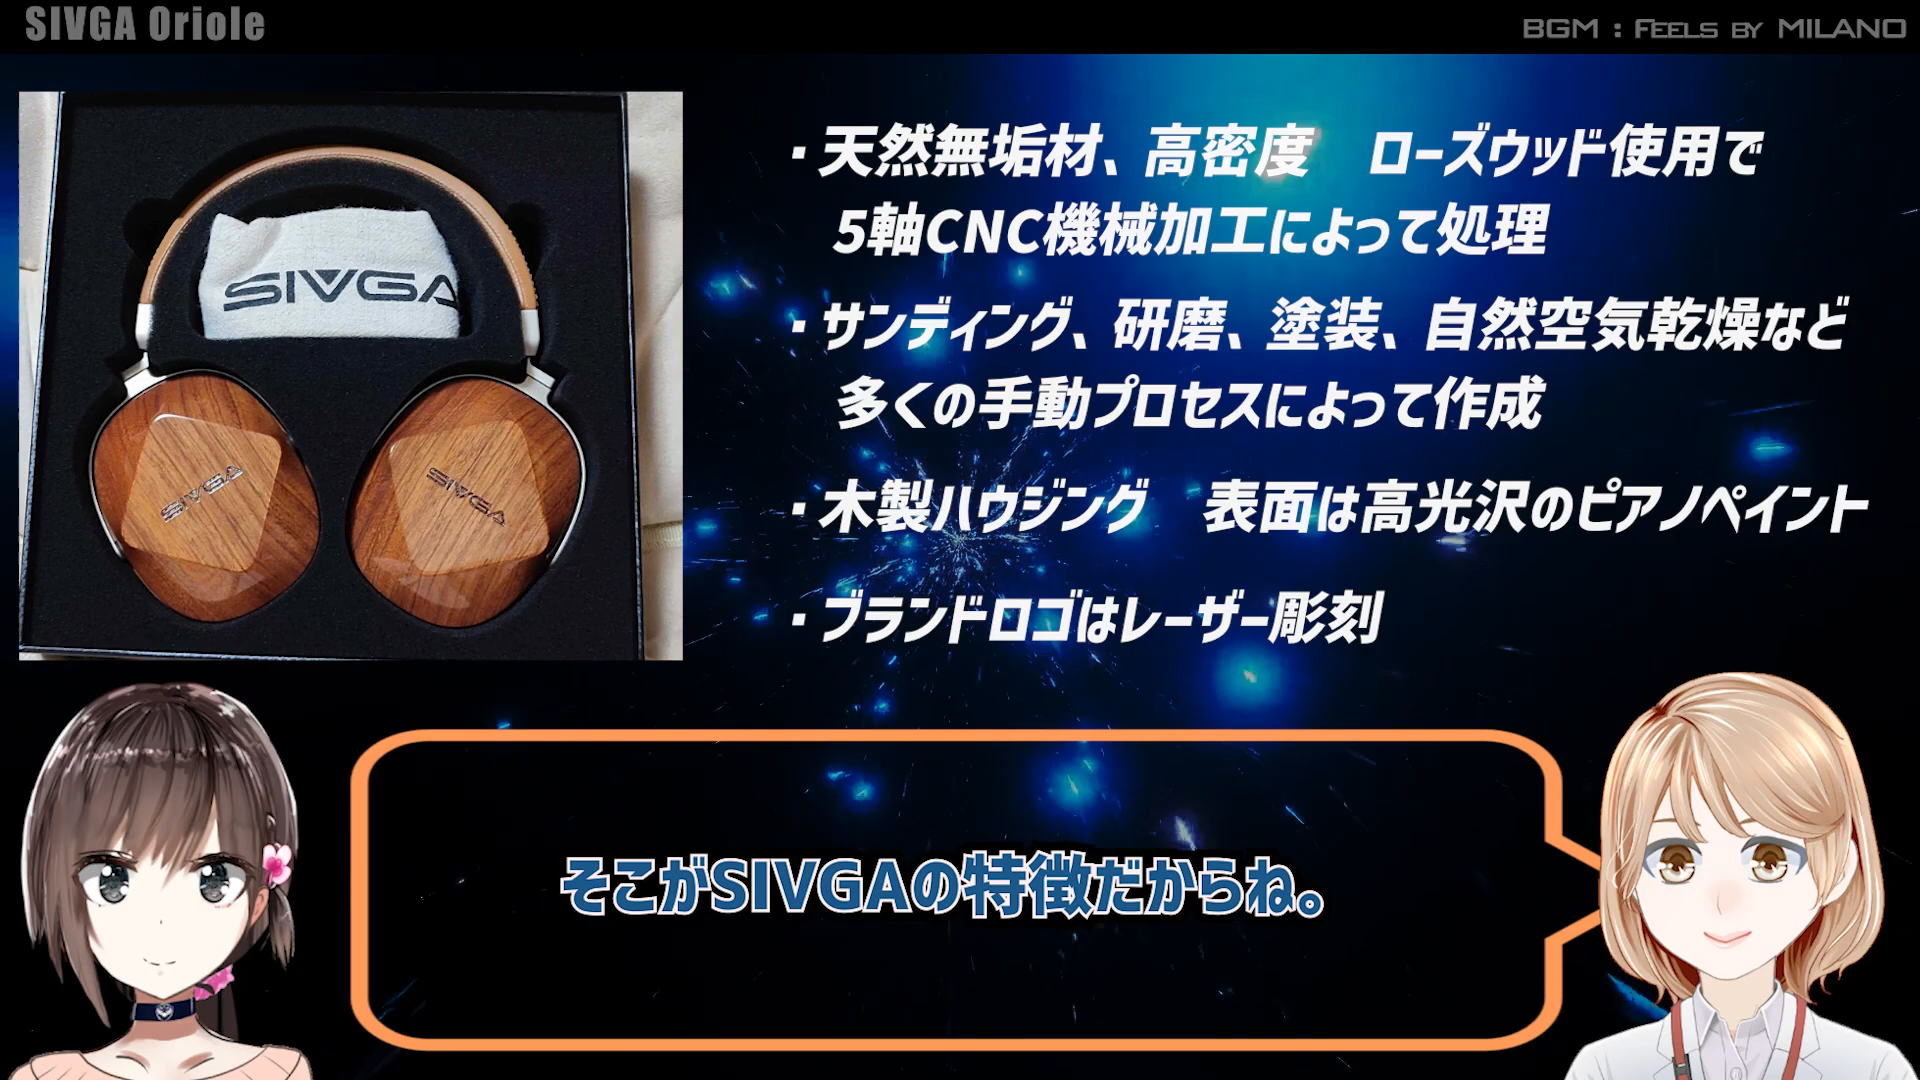 SIVGA Oriole
BGM : Feels by MILANO
SIVGA
SIVGA
SIVGA
・天然無垢材、高密度　ローズウッド使用で
5軸CNC機械加工によって処理
・サンディング、研磨、塗装、自然空気乾燥など
多くの手動プロセスによって作成
・木製ハウジング　表面は高光沢のピアノペイント
・ブランドロゴはレーザー彫刻
そこがSIVGAの特徴だからね。